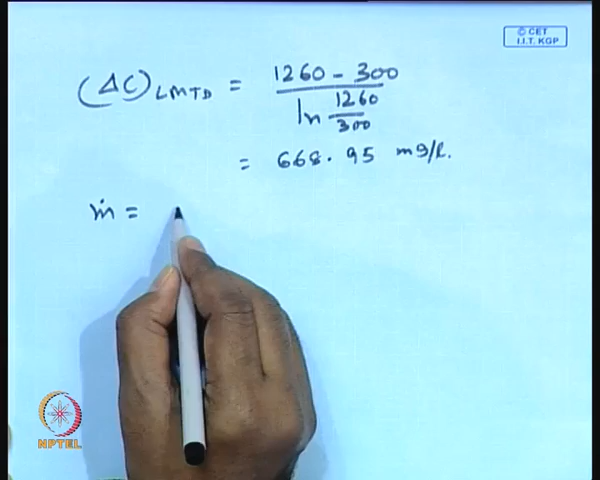 © CET
I.I.T. KGP
(ΔC)LMTD = 1260 - 300
ln 1260
300
= 668.95 mg/l.
ṁ =
NPTEL